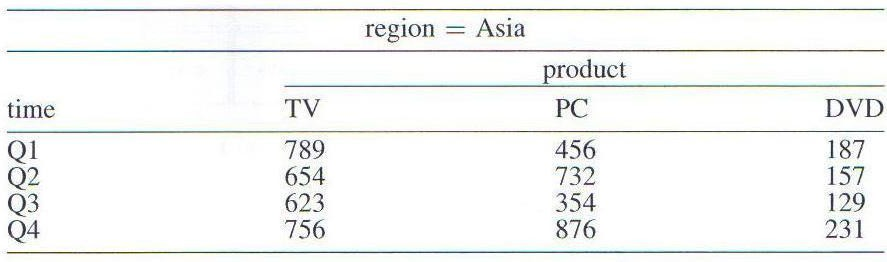 region = Asia
product
time TV PC DVD
Q1 789 456 187
Q2 654 732 157
Q3 623 354 129
Q4 756 876 231